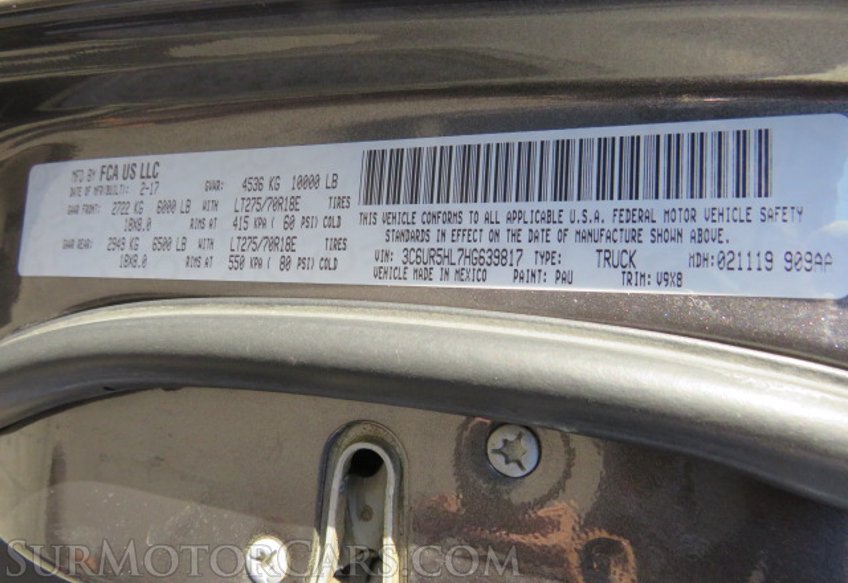 MFD BY FCA US LLC
DATE OF MFR(BUILT): 2-17 GVWR: 4536 KG 10000 LB
GAWR FRONT: 2722 KG 6000 LB WITH LT275/70R18E TIRES
18X8.0 RIMS AT 415 KPA ( 60 PSI) COLD
GAWR REAR: 2949 KG 6500 LB WITH LT275/70R18E TIRES
18X8.0 RIMS AT 550 KPA ( 80 PSI) COLD
THIS VEHICLE CONFORMS TO ALL APPLICABLE U.S.A. FEDERAL MOTOR VEHICLE SAFETY
STANDARDS IN EFFECT ON THE DATE OF MANUFACTURE SHOWN ABOVE.
VIN: 3C6UR5HL7HG639817 TYPE: TRUCK MDH: 021119 909AA
VEHICLE MADE IN MEXICO PAINT: PAU TRIM: V9X8
SURMOTORCARS.COM